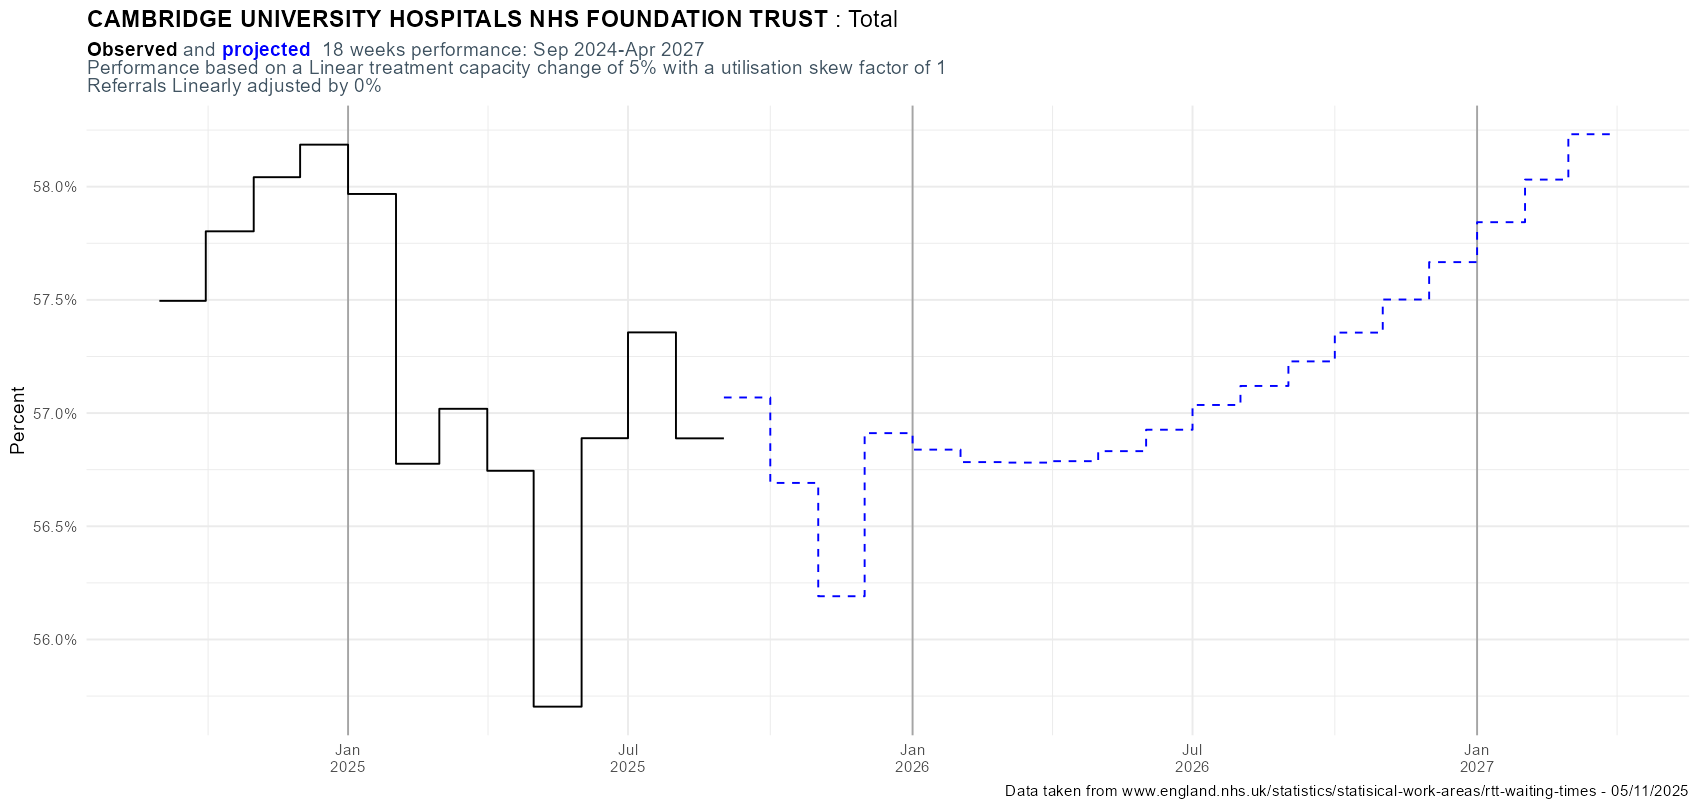 CAMBRIDGE UNIVERSITY HOSPITALS NHS FOUNDATION TRUST : Total
Observed and projected 18 weeks performance: Sep 2024-Apr 2027
Performance based on a Linear treatment capacity change of 5% with a utilisation skew factor of 1
Referrals Linearly adjusted by 0%
Percent
58.0%
57.5%
57.0%
56.5%
56.0%
Jan
2025
Jul
2025
Jan
2026
Jul
2026
Jan
2027
Data taken from www.england.nhs.uk/statistics/statisical-work-areas/rtt-waiting-times - 05/11/2025